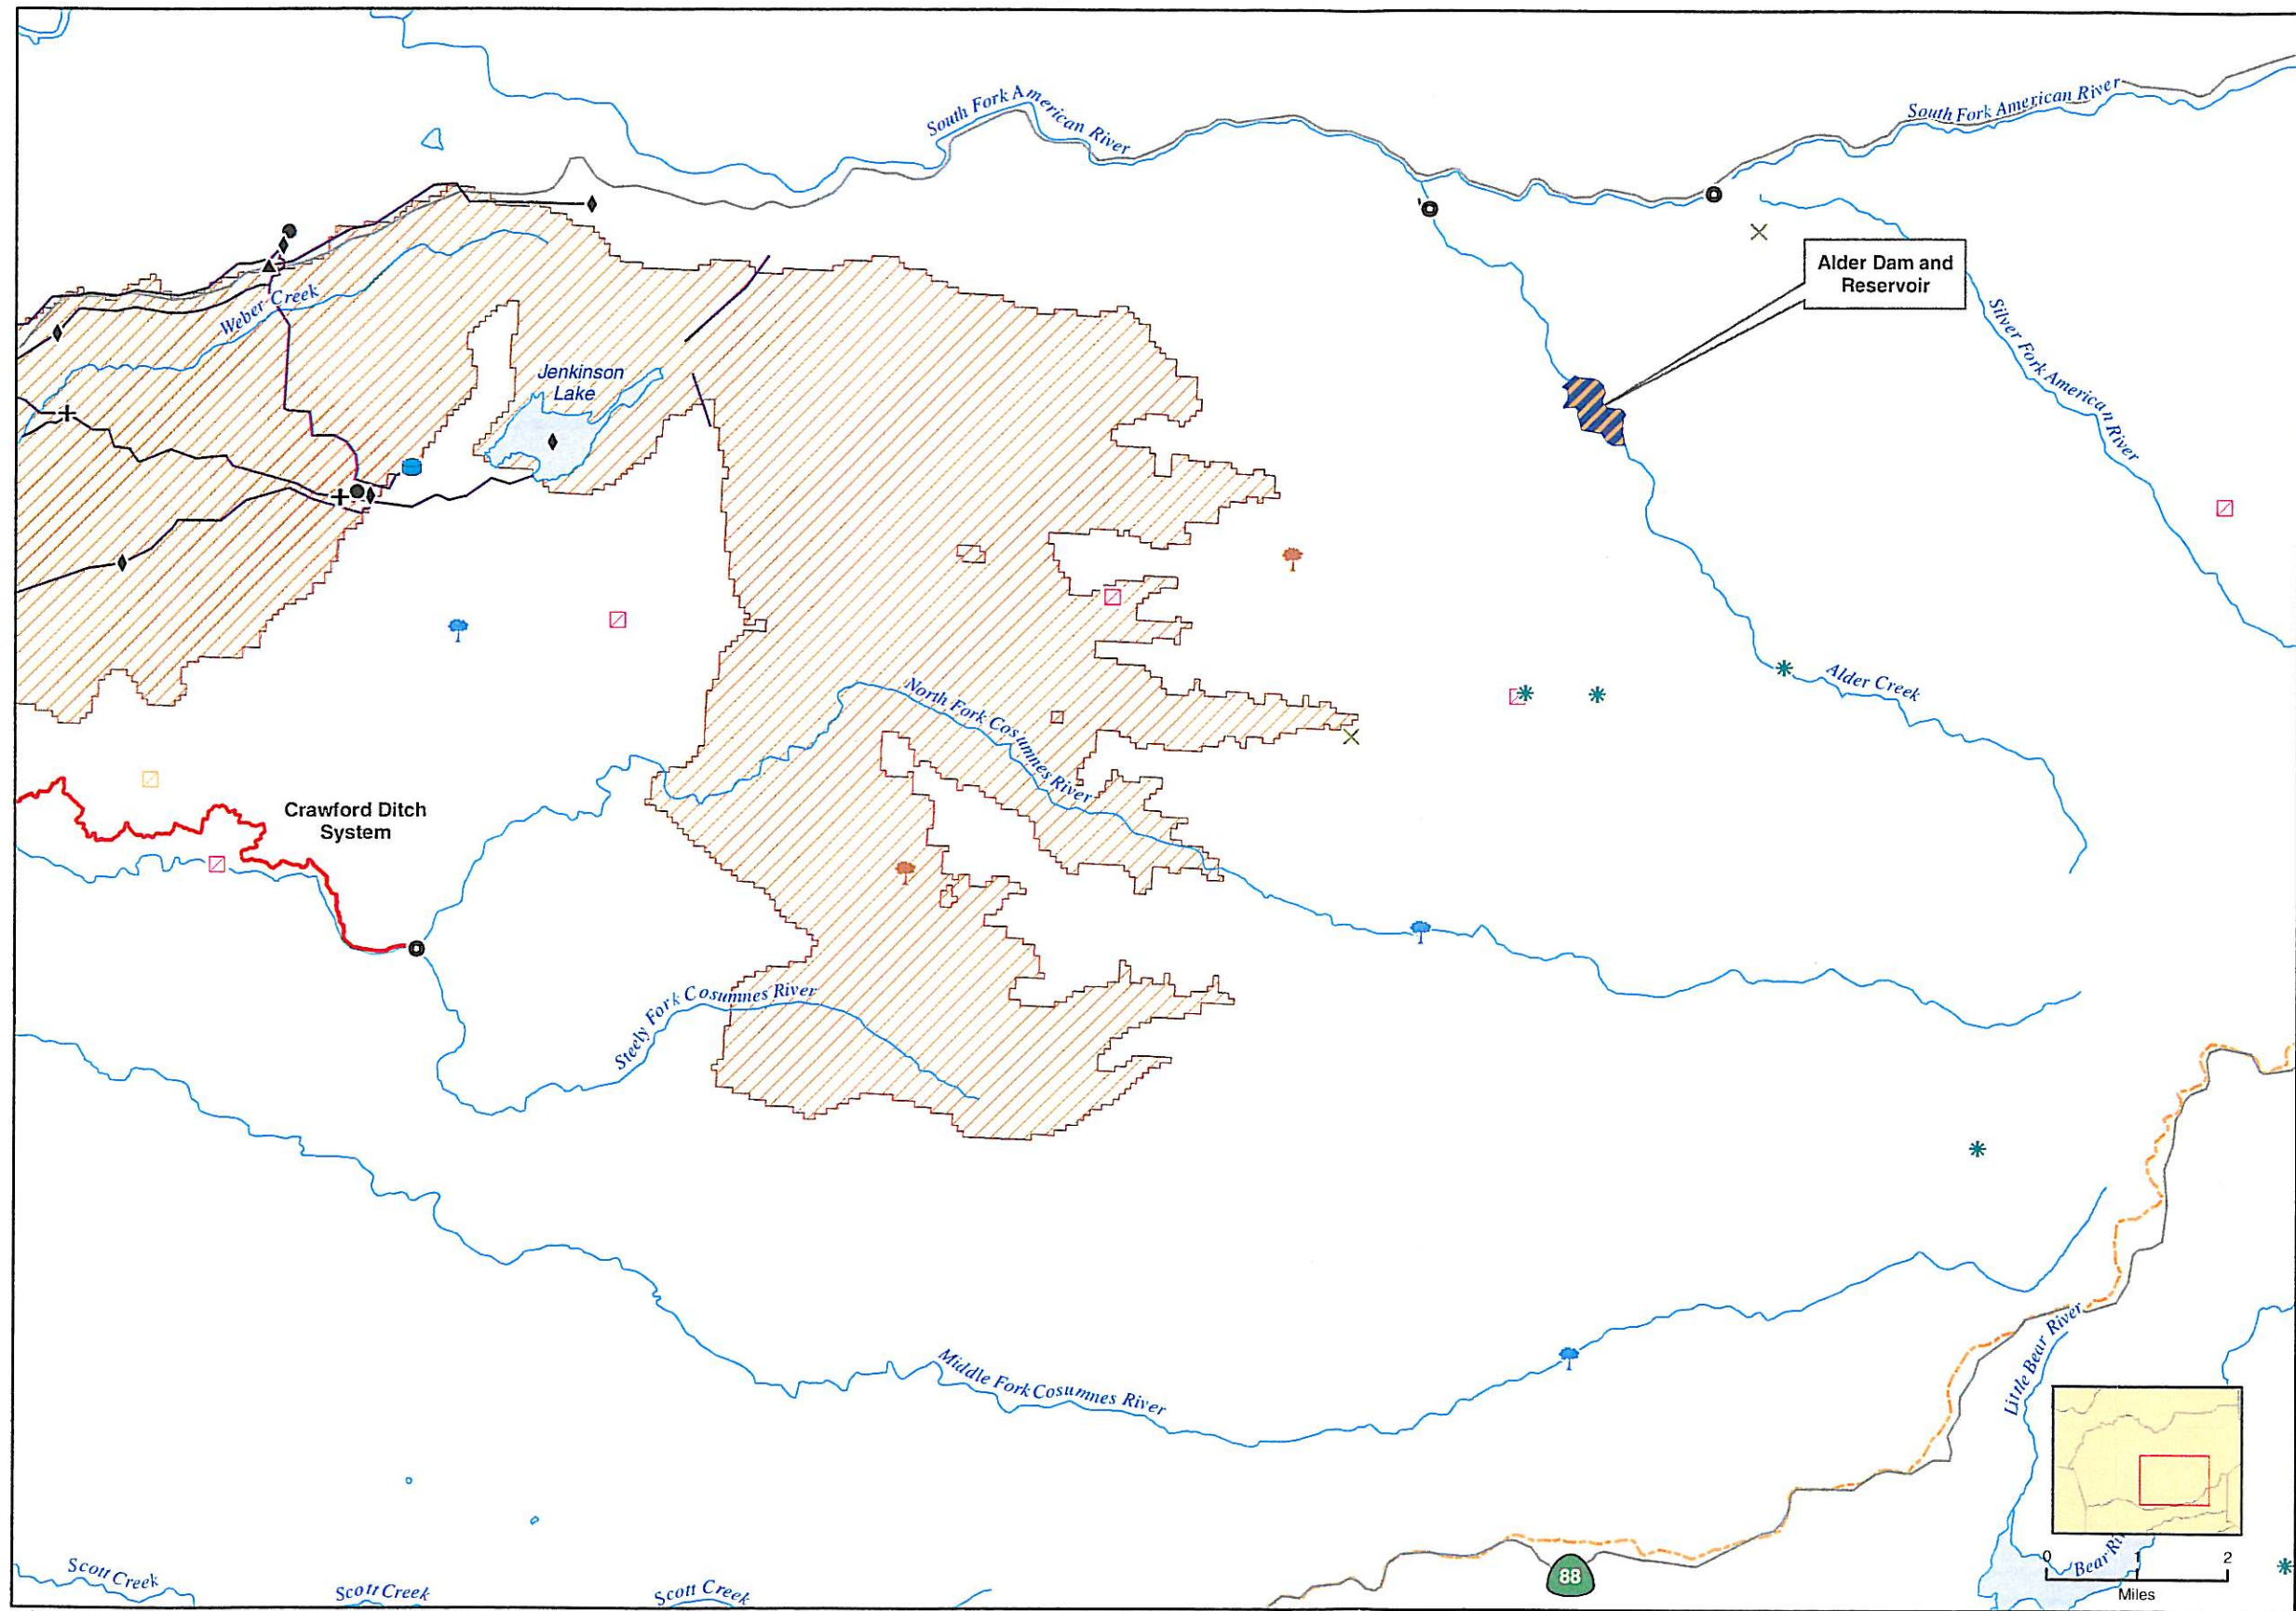 South Fork American River
South Fork American River
Alder Dam and
Reservoir
Weber Creek
Silver Fork American River
Jenkinson
Lake
Alder Creek
North Fork Cosumnes River
Crawford Ditch
System
Steely Fork Cosumnes River
Little Bear River
Middle Fork Cosumnes River
Bear Ri
0 1 2
Miles
88
Scott Creek
Scott Creek
Scott Creek